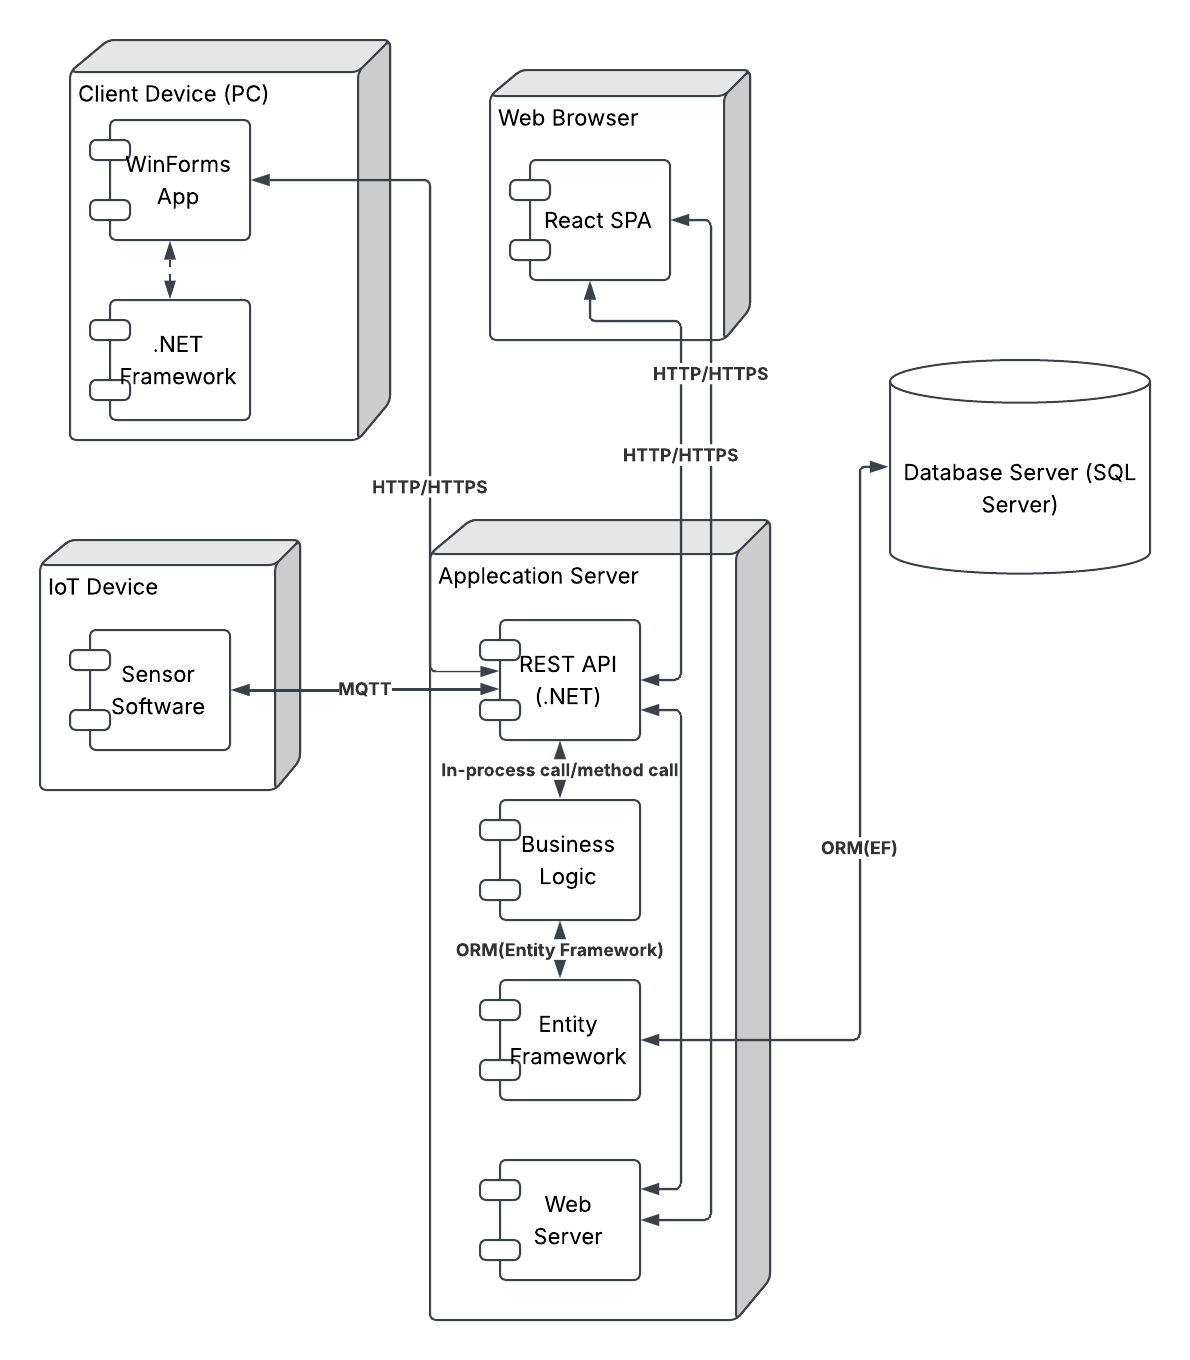 Client Device (PC)
WinForms
App
.NET
Framework
Web Browser
React SPA
HTTP/HTTPS
HTTP/HTTPS
HTTP/HTTPS
Database Server (SQL
Server)
IoT Device
Sensor
Software
MQTT
Applecation Server
REST API
(.NET)
In-process call/method call
Business
Logic
ORM(Entity Framework)
Entity
Framework
ORM(EF)
Web
Server